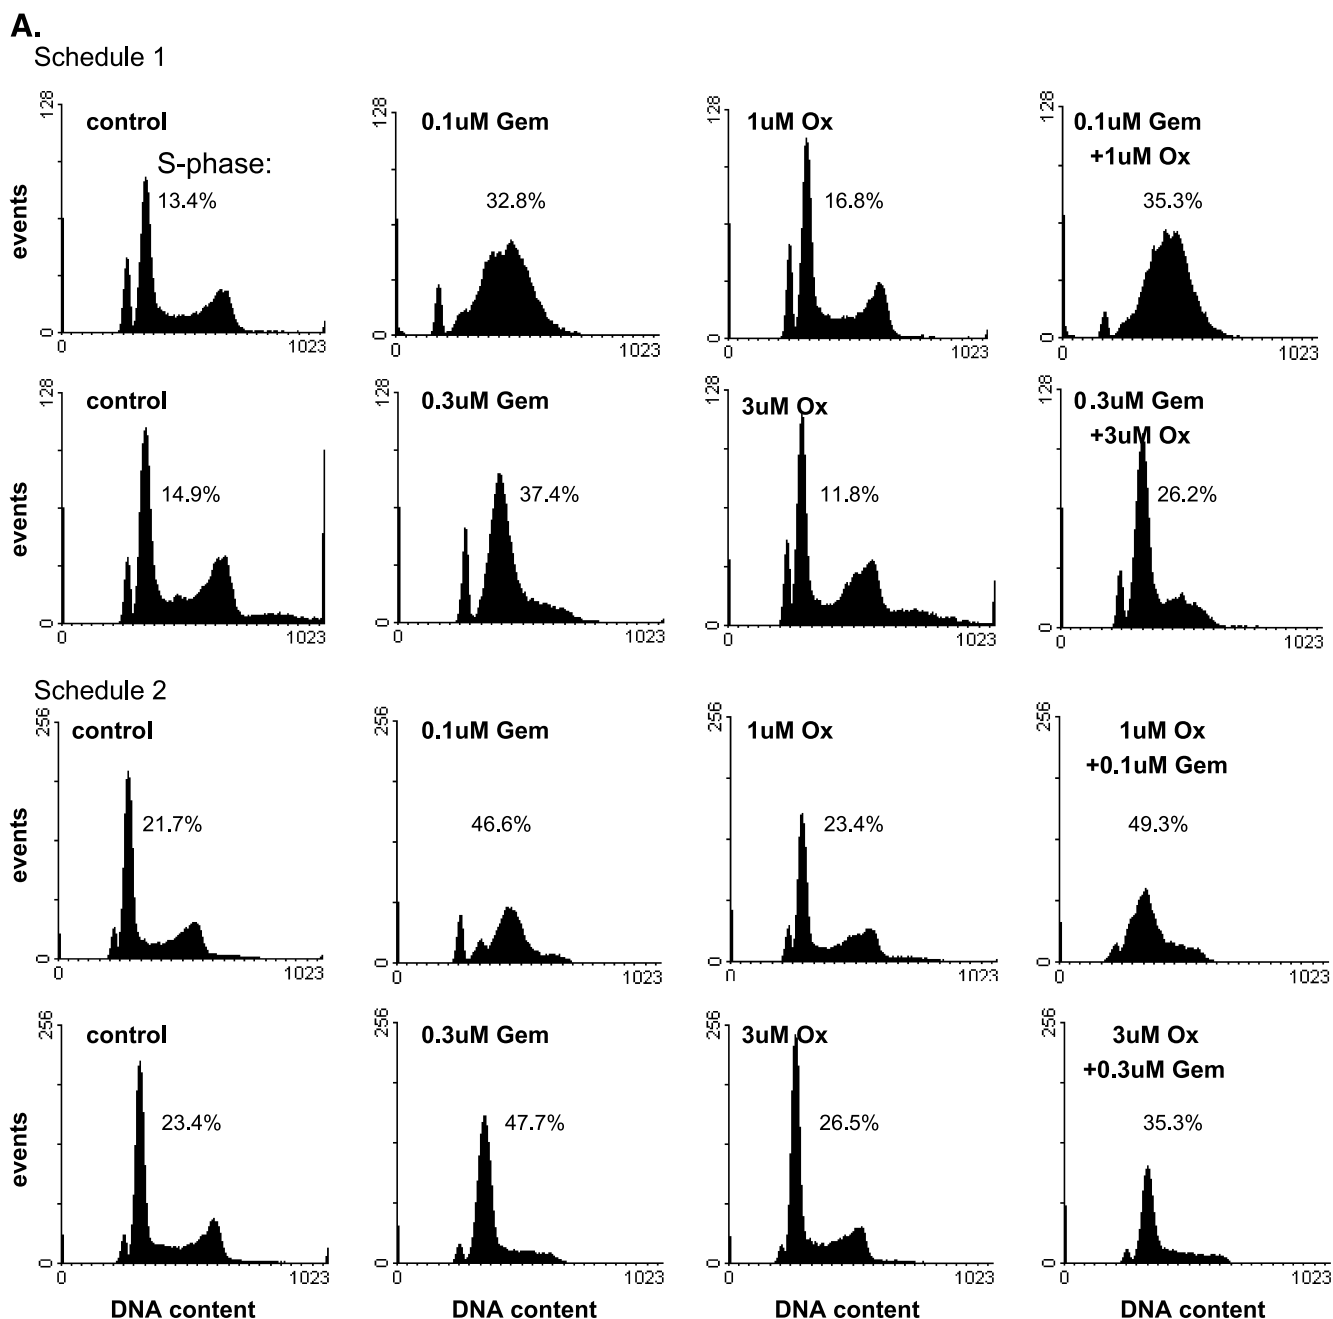 A.
Schedule 1
128
control
S-phase:
13.4%
events
0
0
1023
128
0.1uM Gem
32.8%
0
0
1023
128
1uM Ox
16.8%
0
0
1023
128
0.1uM Gem
+1uM Ox
35.3%
0
0
1023
128
control
14.9%
events
0
0
1023
128
0.3uM Gem
37.4%
0
0
1023
128
3uM Ox
11.8%
0
0
1023
128
0.3uM Gem
+3uM Ox
26.2%
0
0
1023
Schedule 2
256
control
21.7%
events
0
0
1023
256
0.1uM Gem
46.6%
0
0
1023
256
1uM Ox
23.4%
0
0
1023
256
1uM Ox
+0.1uM Gem
49.3%
0
0
1023
256
control
23.4%
events
0
0
1023
DNA content
256
0.3uM Gem
47.7%
0
0
1023
DNA content
256
3uM Ox
26.5%
0
0
1023
DNA content
256
3uM Ox
+0.3uM Gem
35.3%
0
0
1023
DNA content